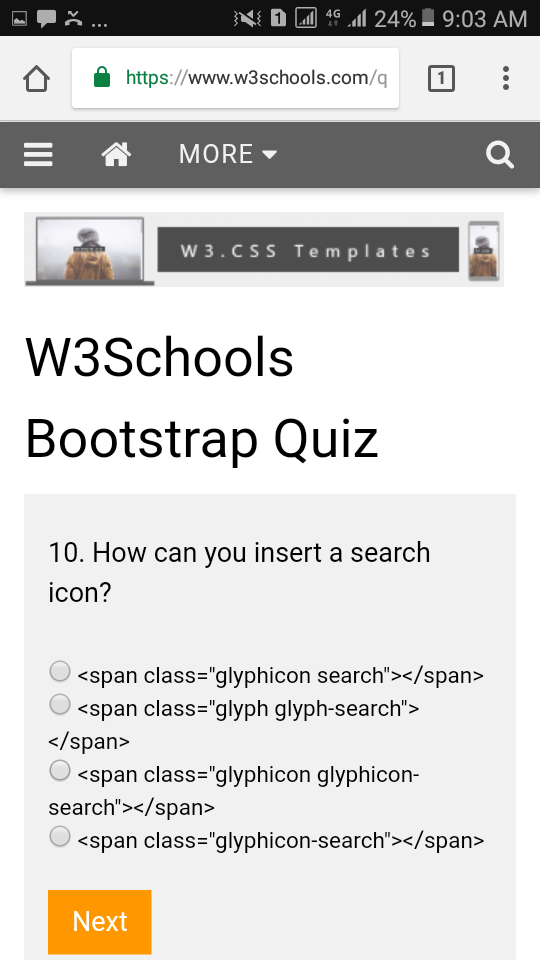 ... 1 4G 24% 9:03 AM
https://www.w3schools.com/q 1
MORE
W3.CSS Templates
W3Schools
Bootstrap Quiz
10. How can you insert a search
icon?
<span class="glyphicon search"></span>
<span class="glyph glyph-search">
</span>
<span class="glyphicon glyphicon-
search"></span>
<span class="glyphicon-search"></span>
Next